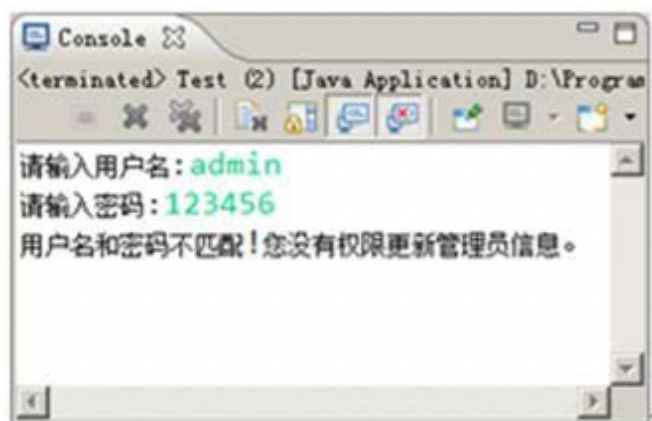 Console
<terminated> Test (2) [Java Application] D:\Program
请输入用户名:admin
请输入密码:123456
用户名和密码不匹配!您没有权限更新管理员信息。